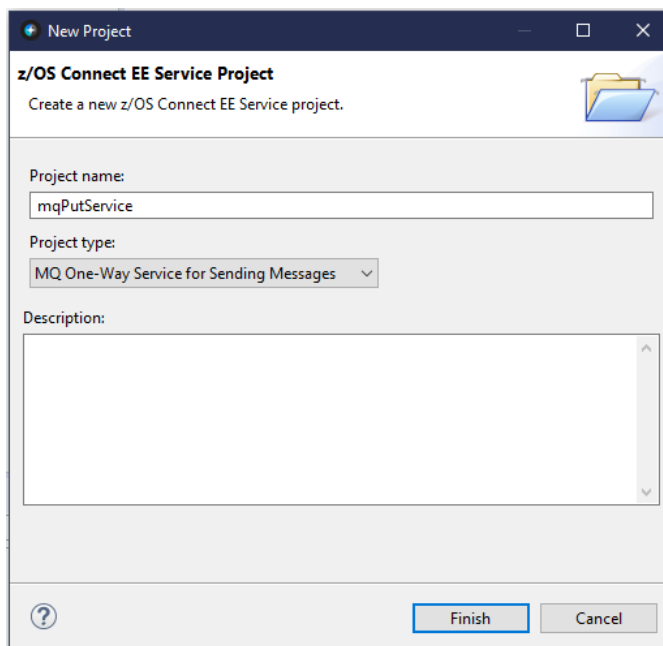 New Project
z/OS Connect EE Service Project
Create a new z/OS Connect EE Service project.
Project name:
mqPutService
Project type:
MQ One-Way Service for Sending Messages
Description:
?
Finish
Cancel